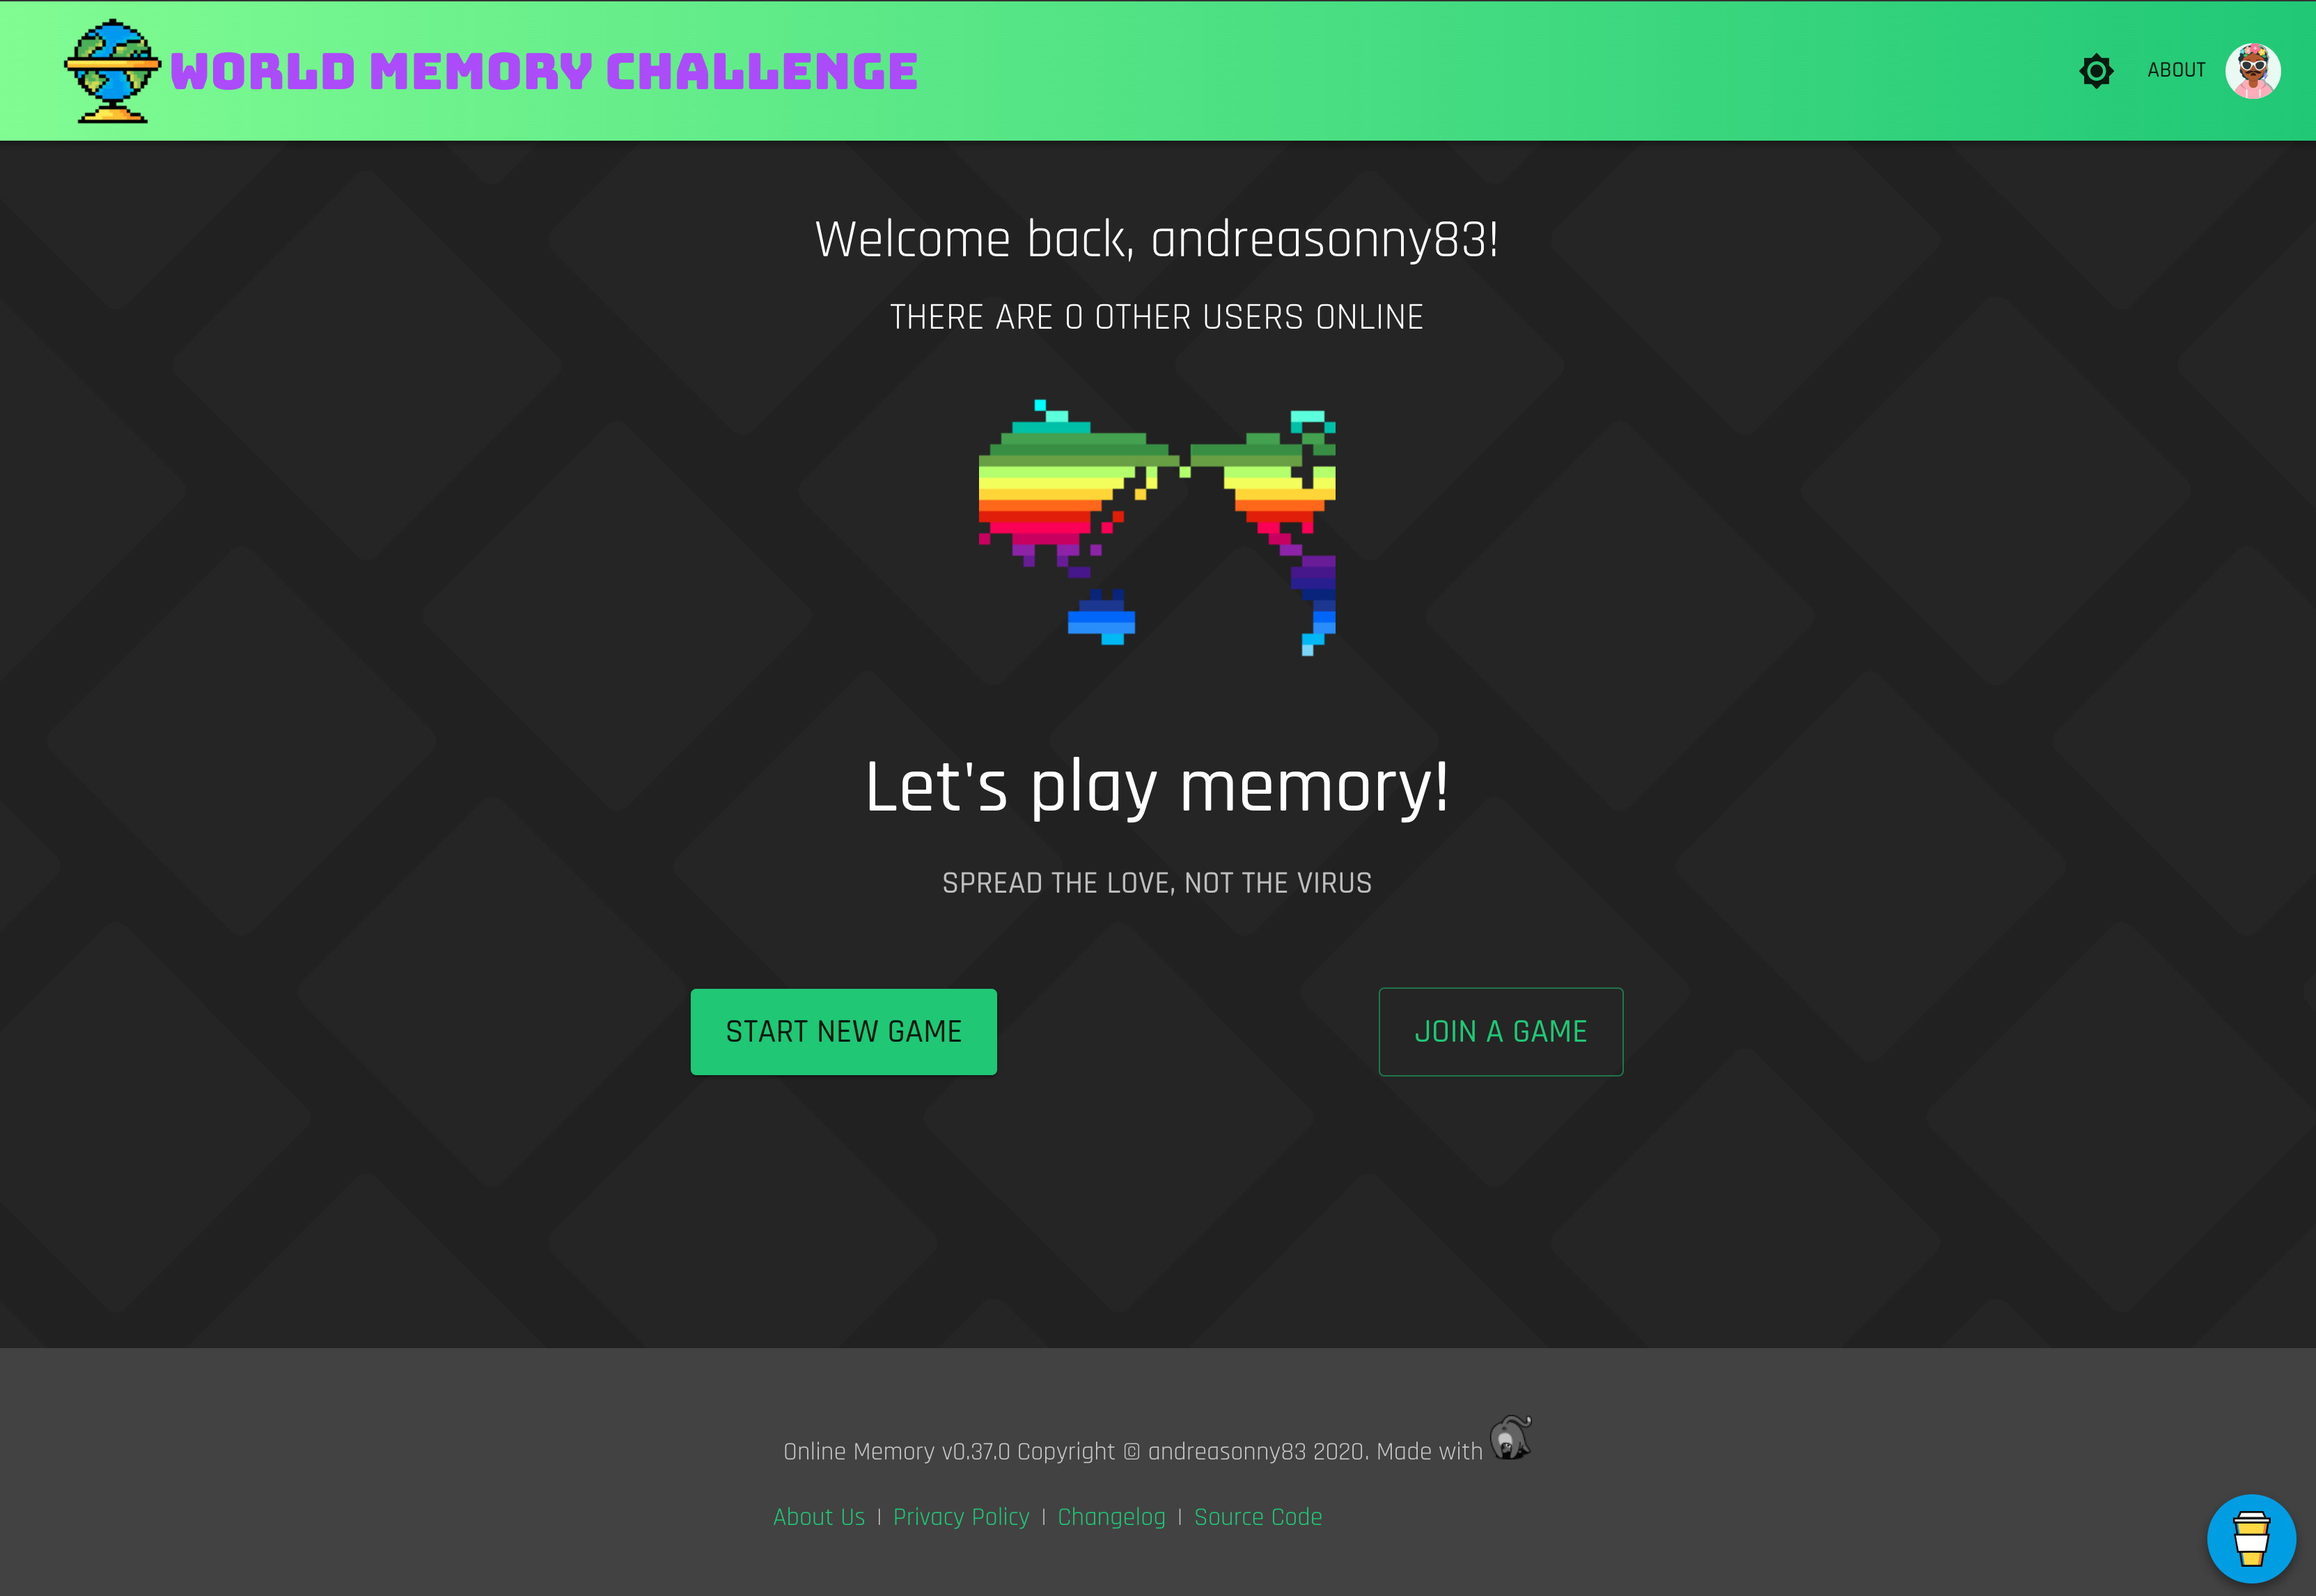 WORLD MEMORY CHALLENGE
ABOUT
Welcome back, andreasonny83!
THERE ARE 0 OTHER USERS ONLINE
Let's play memory!
SPREAD THE LOVE, NOT THE VIRUS
START NEW GAME
JOIN A GAME
Online Memory v0.37.0 Copyright © andreasonny83 2020. Made with
About Us | Privacy Policy | Changelog | Source Code